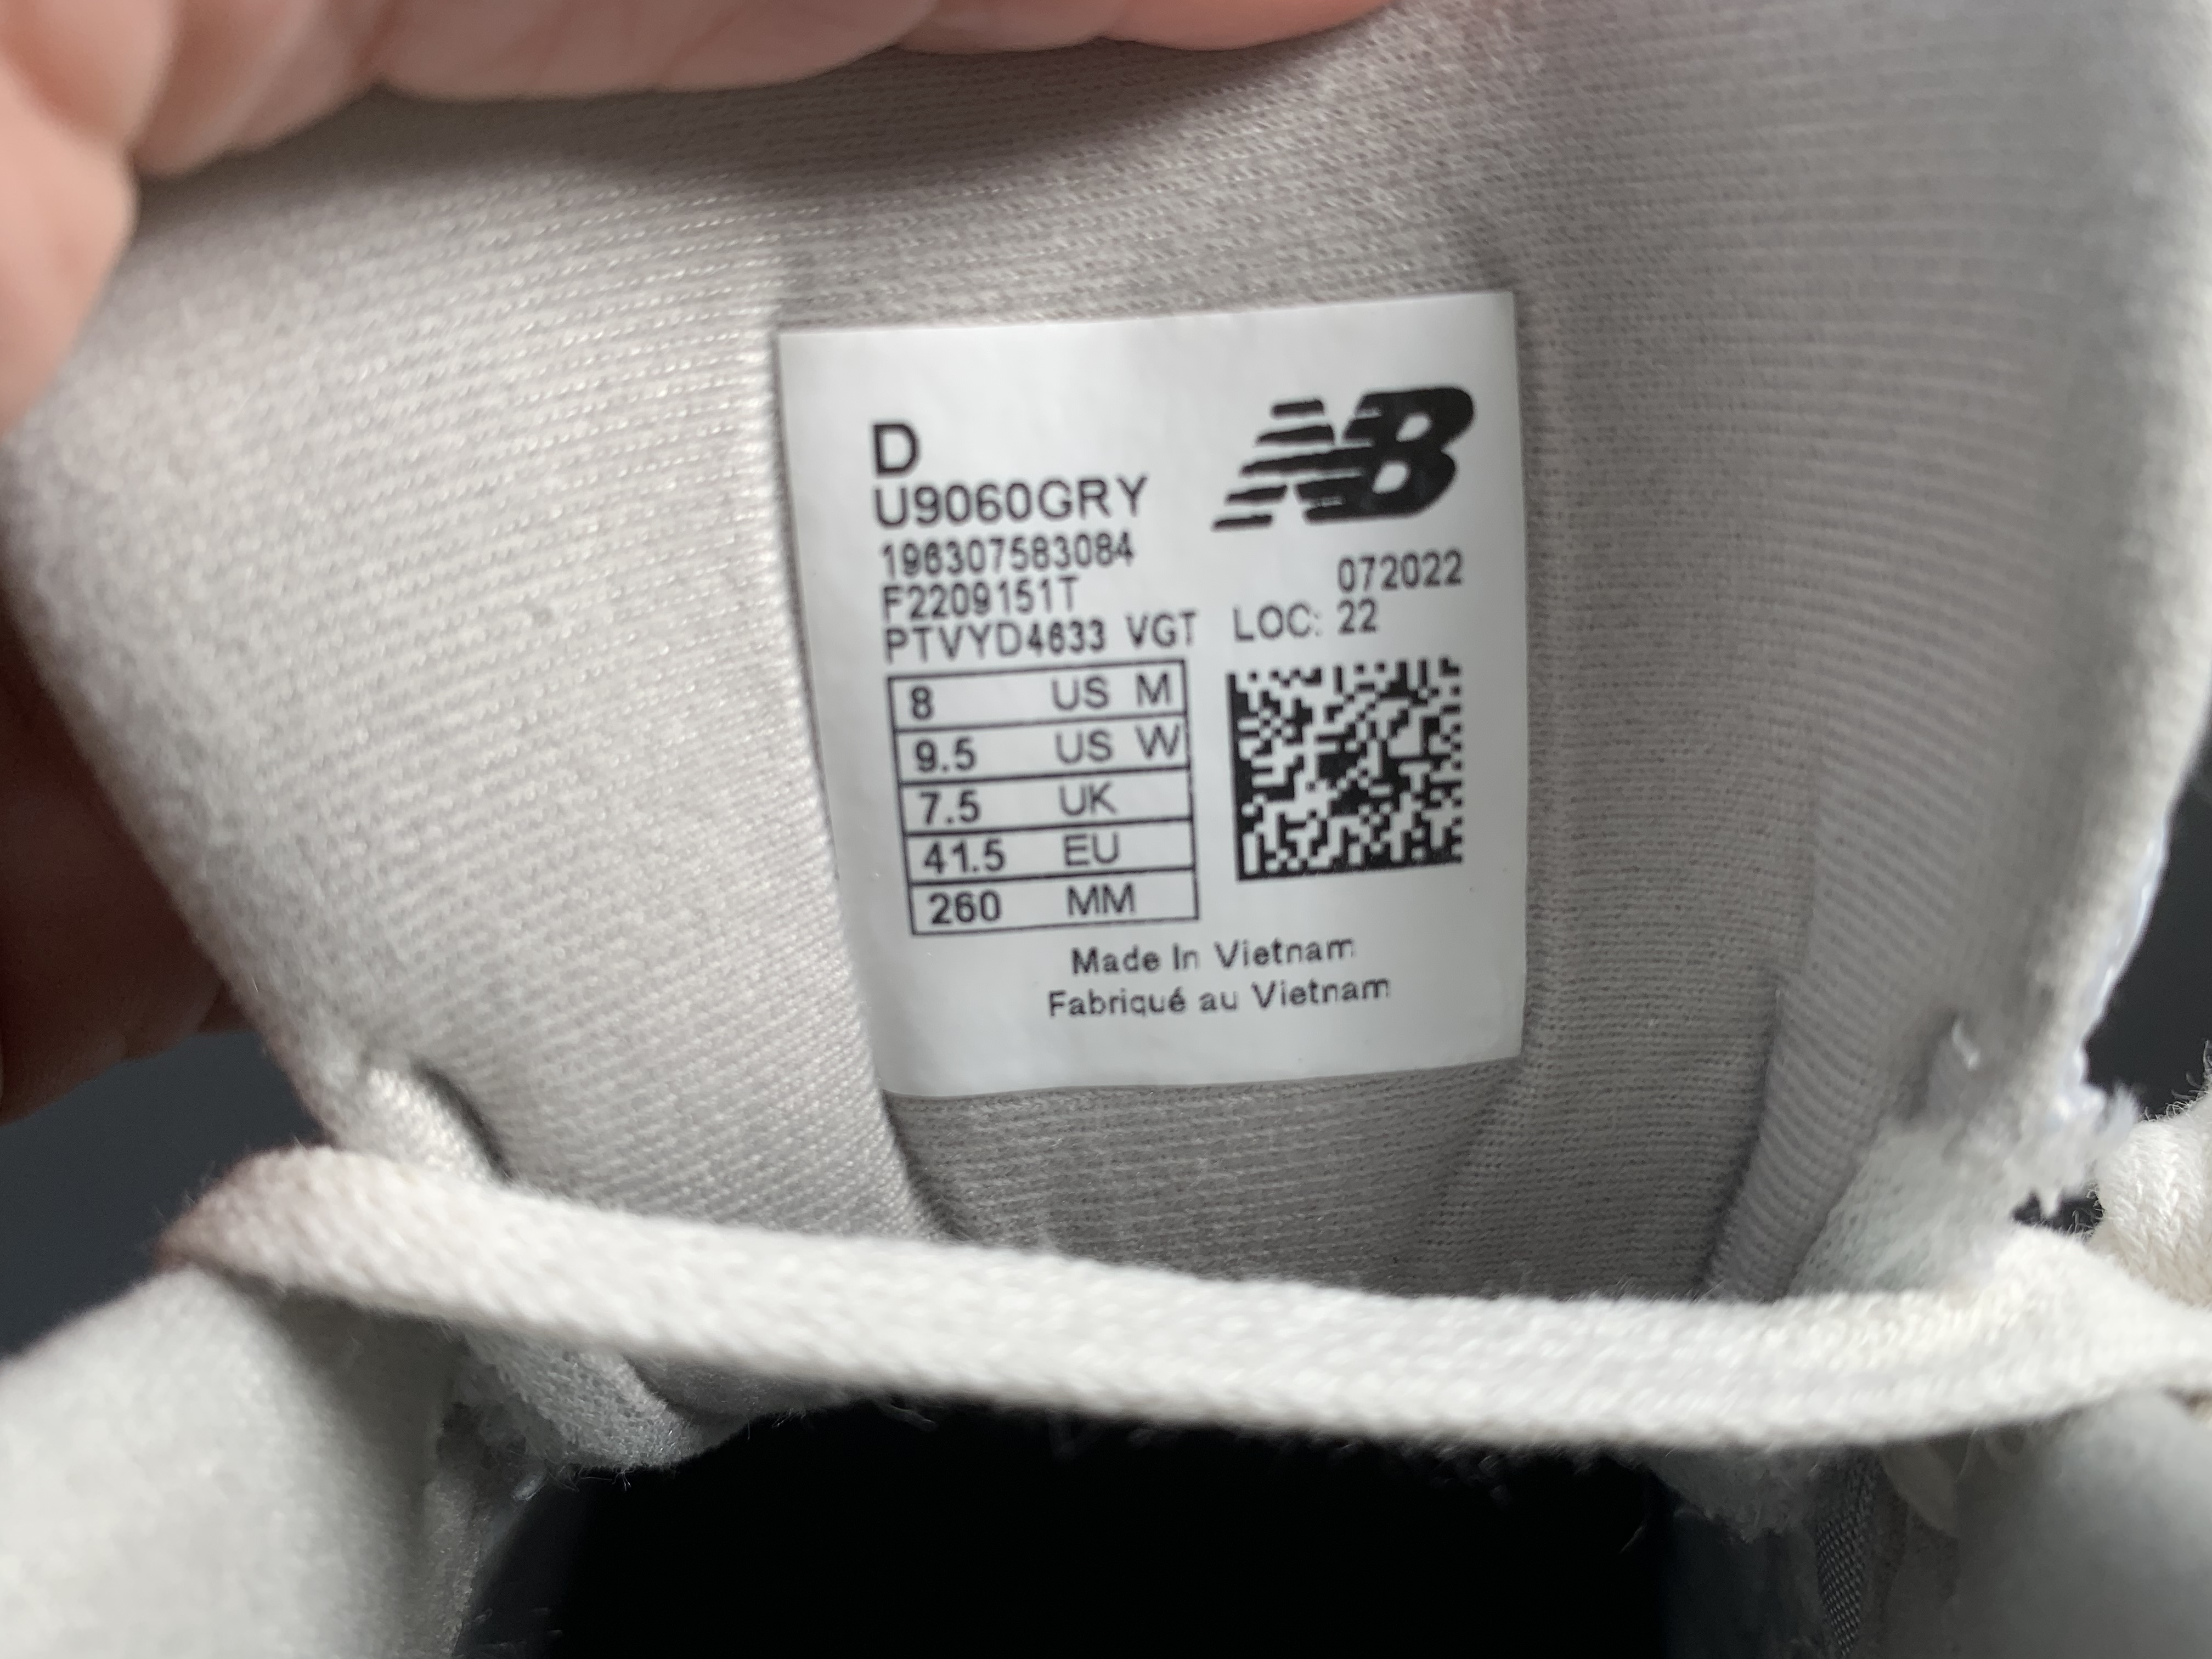 D
NB
U9060GRY
196307583084
072022
F2209151T
PTVYD4633 VGT LOC: 22
8 US M
9.5 US W
7.5 UK
41.5 EU
260 MM
Made In Vietnam
Fabriqué au Vietnam